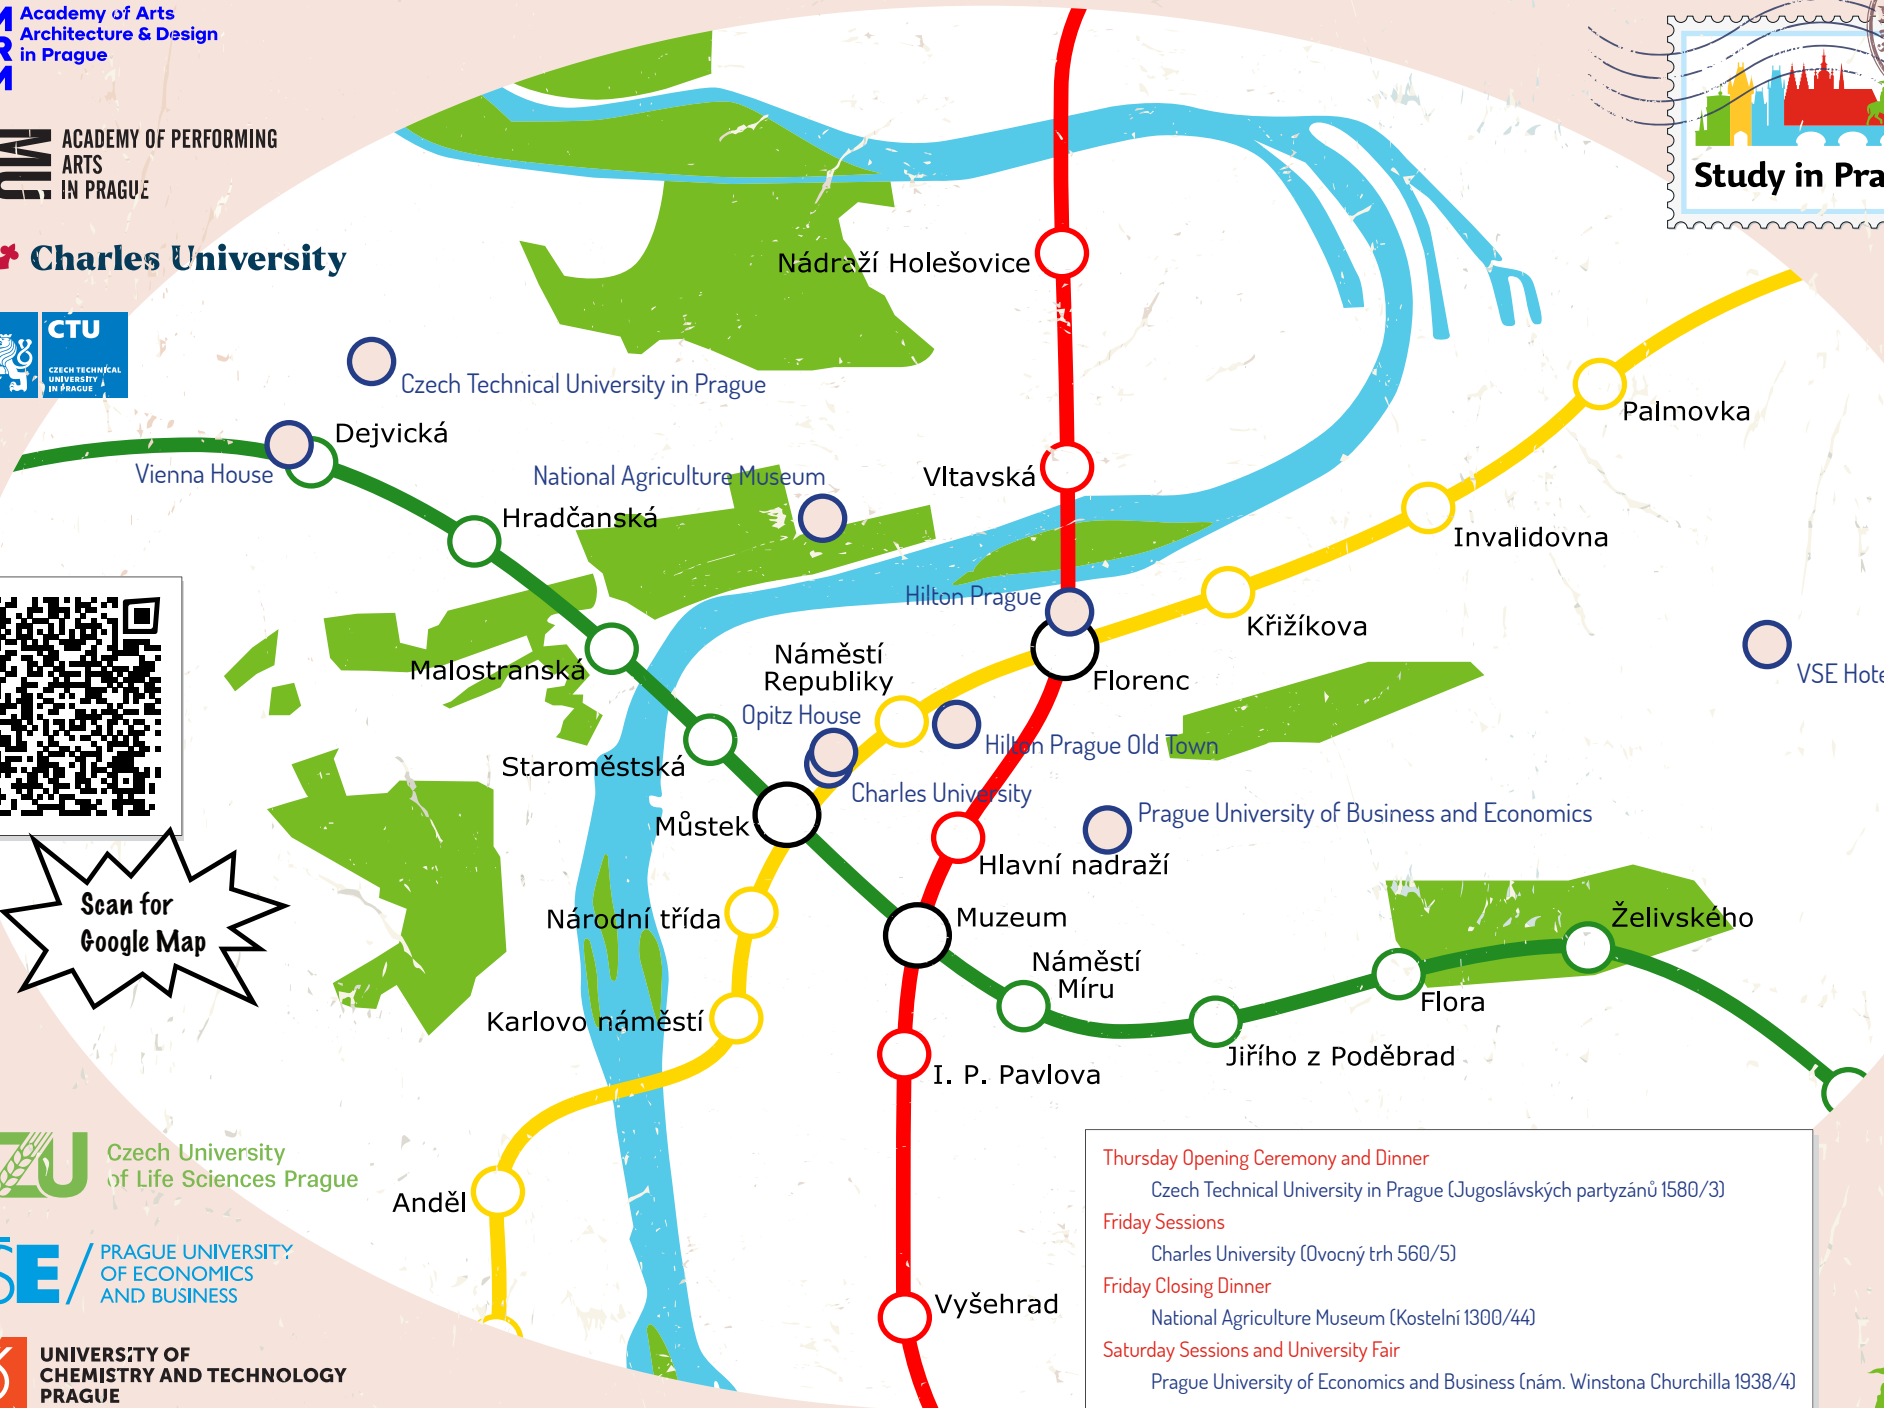 Academy of Arts
Architecture & Design
in Prague
ACADEMY OF PERFORMING
ARTS
IN PRAGUE
Charles University
CTU
CZECH TECHNICAL
UNIVERSITY
IN PRAGUE
Study in
Nádraží Holešovice
Czech Technical University in Prague
Palmovka
Dejvická
Vienna House
National Agriculture Museum
Vltavská
Hradčanská
Invalidovna
Hilton Prague
Křižíkova
Malostranská
Náměstí
Republiky
Florenc
VSE
Opitz House
Hilton Prague Old Town
Staroměstská
Charles University
Můstek
Prague University of Business and Economics
Hlavní nadraží
Scan for
Google Map
Národní třída
Muzeum
Želivského
Náměstí
Míru
Flora
Karlovo náměstí
Jiřího z Poděbrad
I. P. Pavlova
Czech University
of Life Sciences Prague
Anděl
PRAGUE UNIVERSITY
OF ECONOMICS
AND BUSINESS
Vyšehrad
UNIVERSITY OF
CHEMISTRY AND TECHNOLOGY
PRAGUE
Thursday Opening Ceremony and Dinner
Czech Technical University in Prague (Jugoslávských partyzánů 1580/3)
Friday Sessions
Charles University (Ovocný trh 560/5)
Friday Closing Dinner
National Agriculture Museum (Kostelní 1300/44)
Saturday Sessions and University Fair
Prague University of Economics and Business (nám. Winstona Churchilla 1938/4)